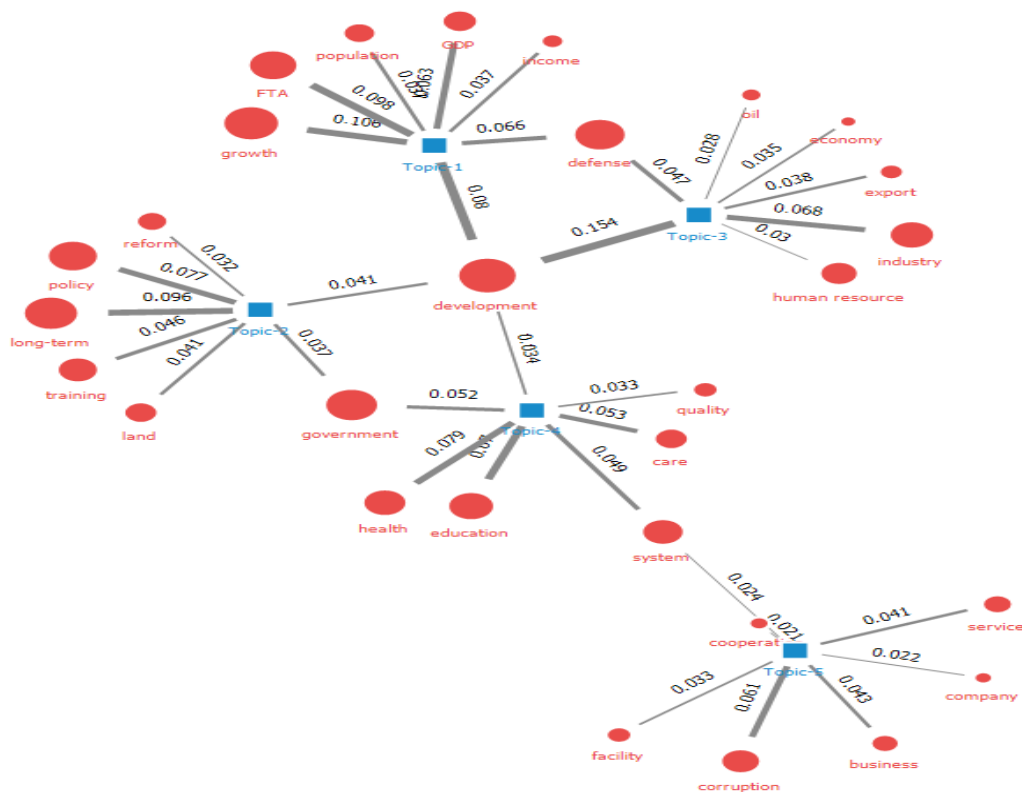 GDP
population
income
FTA
0.037
0.063
0.098
0.106
0.066
growth
defense
Topic-1
0.08
oil
economy
0.028
0.035
0.047
0.038
export
0.068
0.154
0.03
Topic-3
industry
human resource
reform
0.032
policy
0.077
0.041
development
0.096
long-term
Topic-2
0.046
0.041
0.037
training
land
0.034
government
0.052
0.033
quality
0.053
Topic-4
care
0.079
0.049
health
education
system
0.024
cooperat
0.021
0.041
service
0.022
Topic-5
company
0.033
0.061
0.043
facility
business
corruption